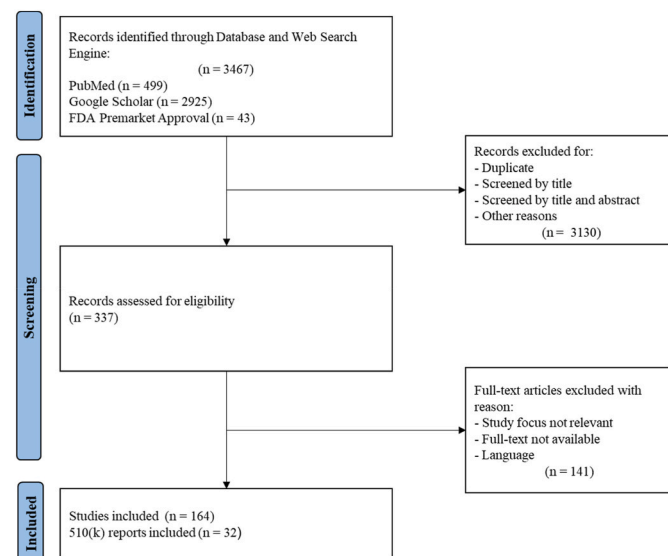 Identification
Records identified through Database and Web Search
Engine:
(n = 3467)
PubMed (n = 499)
Google Scholar (n = 2925)
FDA Premarket Approval (n = 43)
Records excluded for:
- Duplicate
- Screened by title
- Screened by title and abstract
- Other reasons
(n = 3130)
Screening
Records assessed for eligibility
(n = 337)
Full-text articles excluded with
reason:
- Study focus not relevant
- Full-text not available
- Language
(n = 141)
Included
Studies included (n = 164)
510(k) reports included (n = 32)